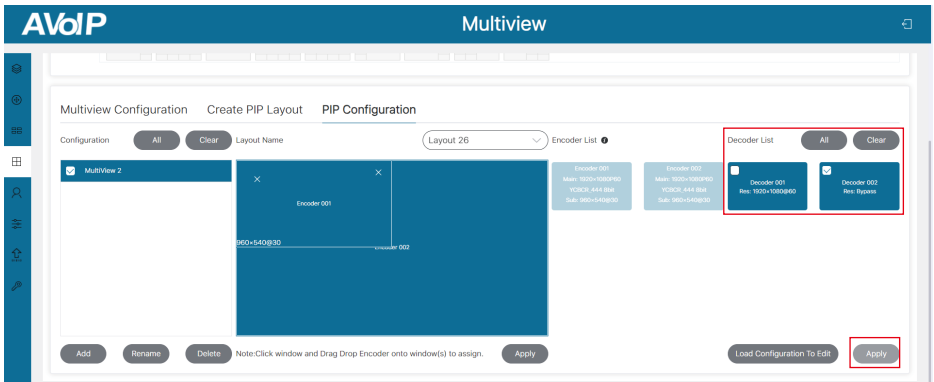 AVoIP
Multiview
Multiview Configuration
Create PIP Layout
PIP Configuration
Configuration
All
Clear
Layout Name
Layout 26
Encoder List
Decoder List
All
Clear
MultiView 2
Encoder 001
960×540@30
Encoder 002
Encoder 001
Main: 1920×1080P60
YCBCR_444 8bit
Sub: 960×540@30
Encoder 002
Main: 1920×1080P60
YCBCR_444 8bit
Sub: 960×540@30
Decoder 001
Res: 1920×1080@60
Decoder 002
Res: Bypass
Add
Rename
Delete
Note:Click window and Drag Drop Encoder onto window(s) to assign.
Apply
Load Configuration To Edit
Apply